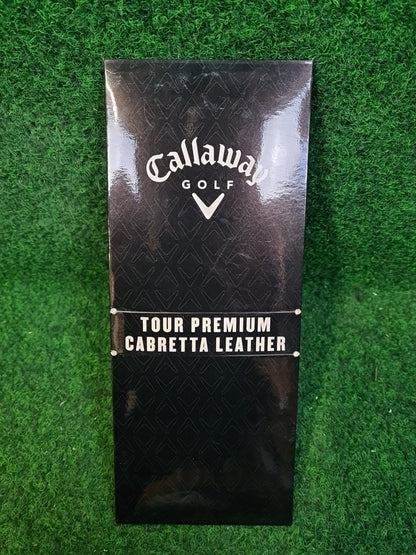 Callaway
GOLF
TOUR PREMIUM
CABRETTA LEATHER